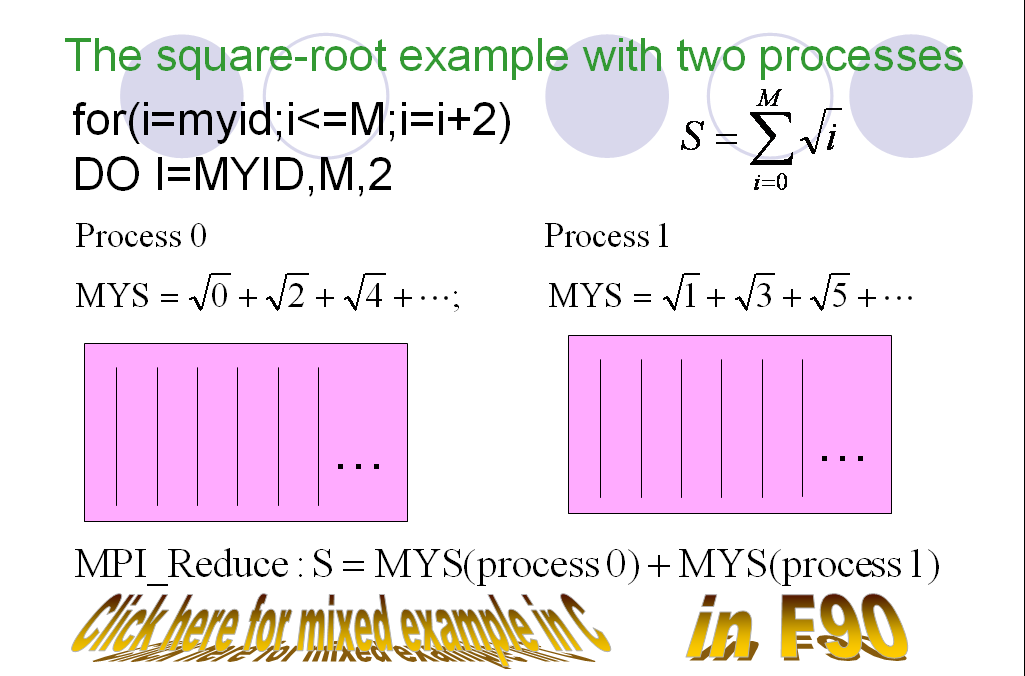 The square-root example with two processes
for(i=myid;i<=M;i=i+2)
DO I=MYID,M,2
S = ∑_{i=0}^{M} √i
Process 0
MYS = √0 + √2 + √4 + ⋯;
Process 1
MYS = √1 + √3 + √5 + ⋯
...
...
MPI_Reduce : S = MYS(process 0) + MYS(process 1)
Click here for mixed example in C
in F90